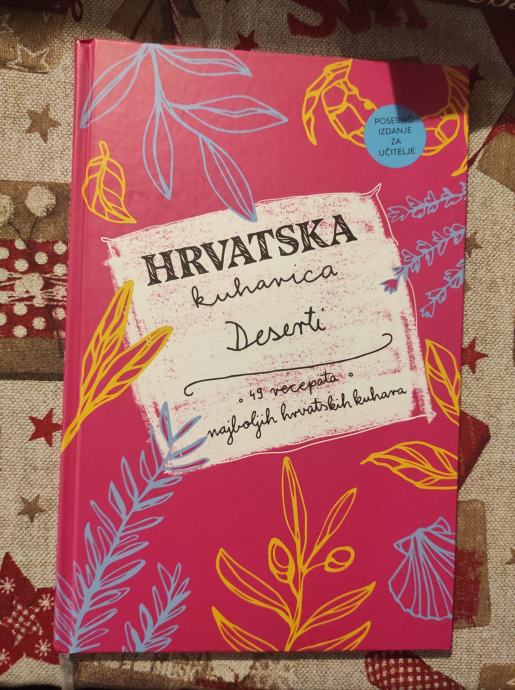 POSEBNO
IZDANJE
ZA
UČITELJE
HRVATSKA
kuharica
Deserti
49 recepata
najboljih hrvatskih kuhara